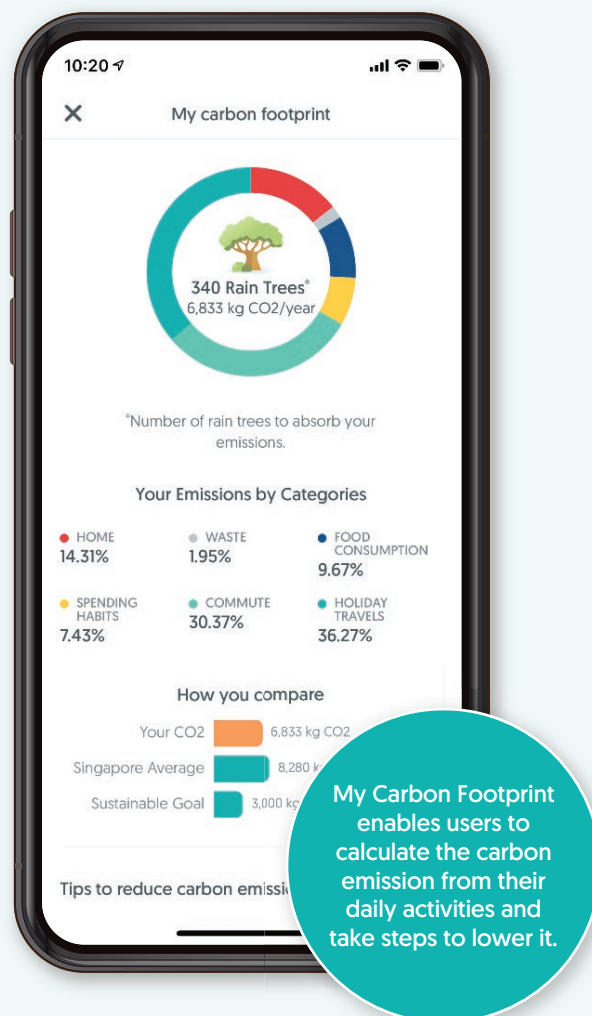 10:20
My carbon footprint
340 Rain Trees*
6,833 kg CO2/year
*Number of rain trees to absorb your
emissions.
Your Emissions by Categories
HOME
14.31%
WASTE
1.95%
FOOD
CONSUMPTION
9.67%
SPENDING
HABITS
7.43%
COMMUTE
30.37%
HOLIDAY
TRAVELS
36.27%
How you compare
Your CO2 6,833 kg CO2
Singapore Average 8,280
Sustainable Goal 3,000 kg
Tips to reduce carbon
My Carbon Footprint
enables users to
calculate the carbon
emission from their
daily activities and
take steps to lower it.